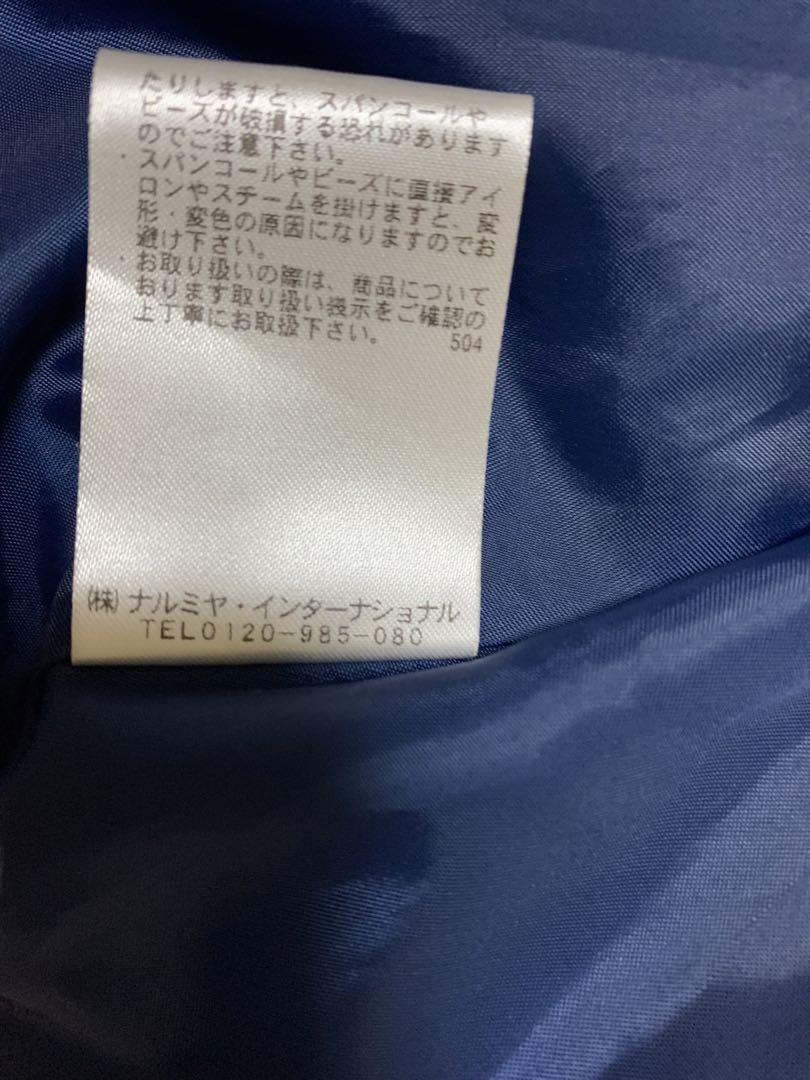 たりしますと、スパンコールや
ビーズが破損する恐れがあります
のでご注意下さい。
・スパンコールやビーズに直接アイ
ロンやスチームを掛けますと、変
形・変色の原因になりますのでお
避け下さい。
・お取り扱いの際は、商品について
おります取り扱い表示をご確認の
上丁寧にお取扱下さい。 504
(株) ナルミヤ・インターナショナル
TEL0120-985-080